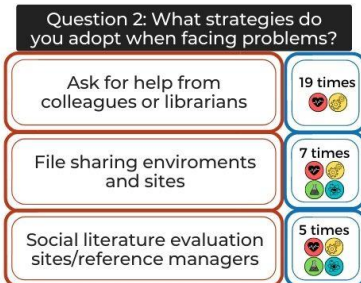 Question 2: What strategies do
you adopt when facing problems?
Ask for help from
colleagues or librarians
19 times
File sharing enviroments
and sites
7 times
Social literature evaluation
sites/reference managers
5 times